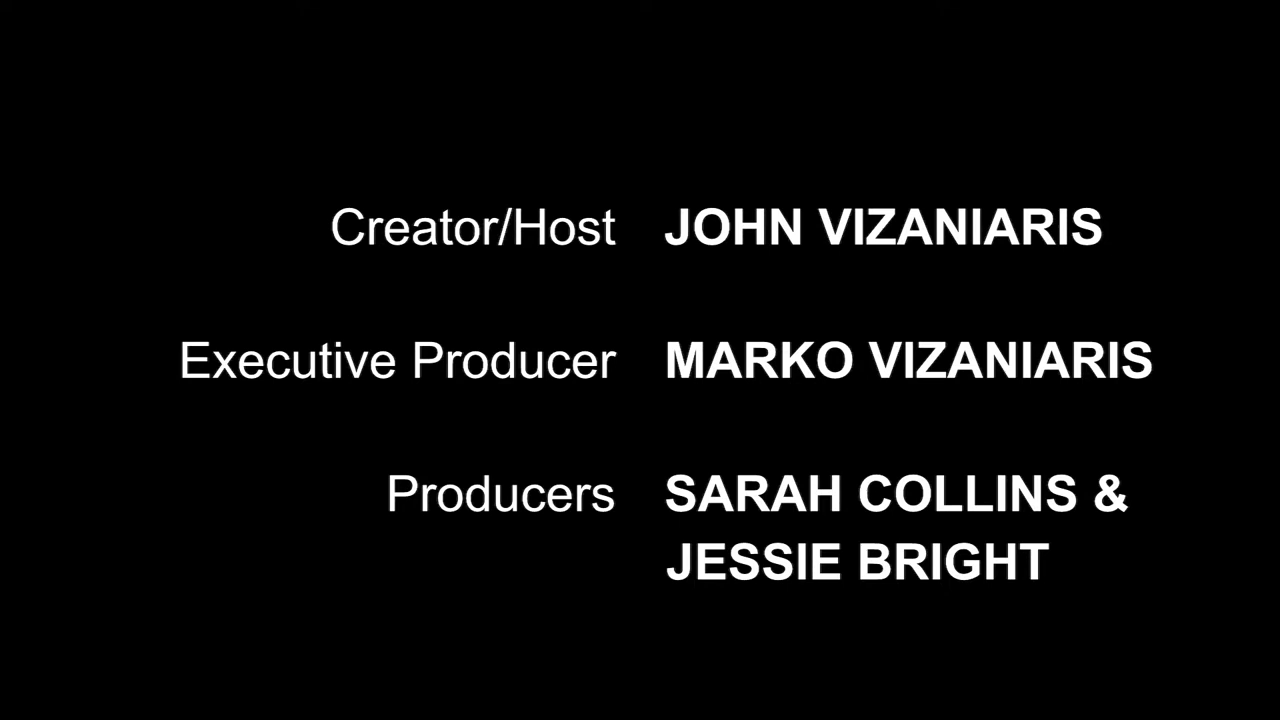 Creator/Host JOHN VIZANIARIS
Executive Producer MARKO VIZANIARIS
Producers SARAH COLLINS &
JESSIE BRIGHT